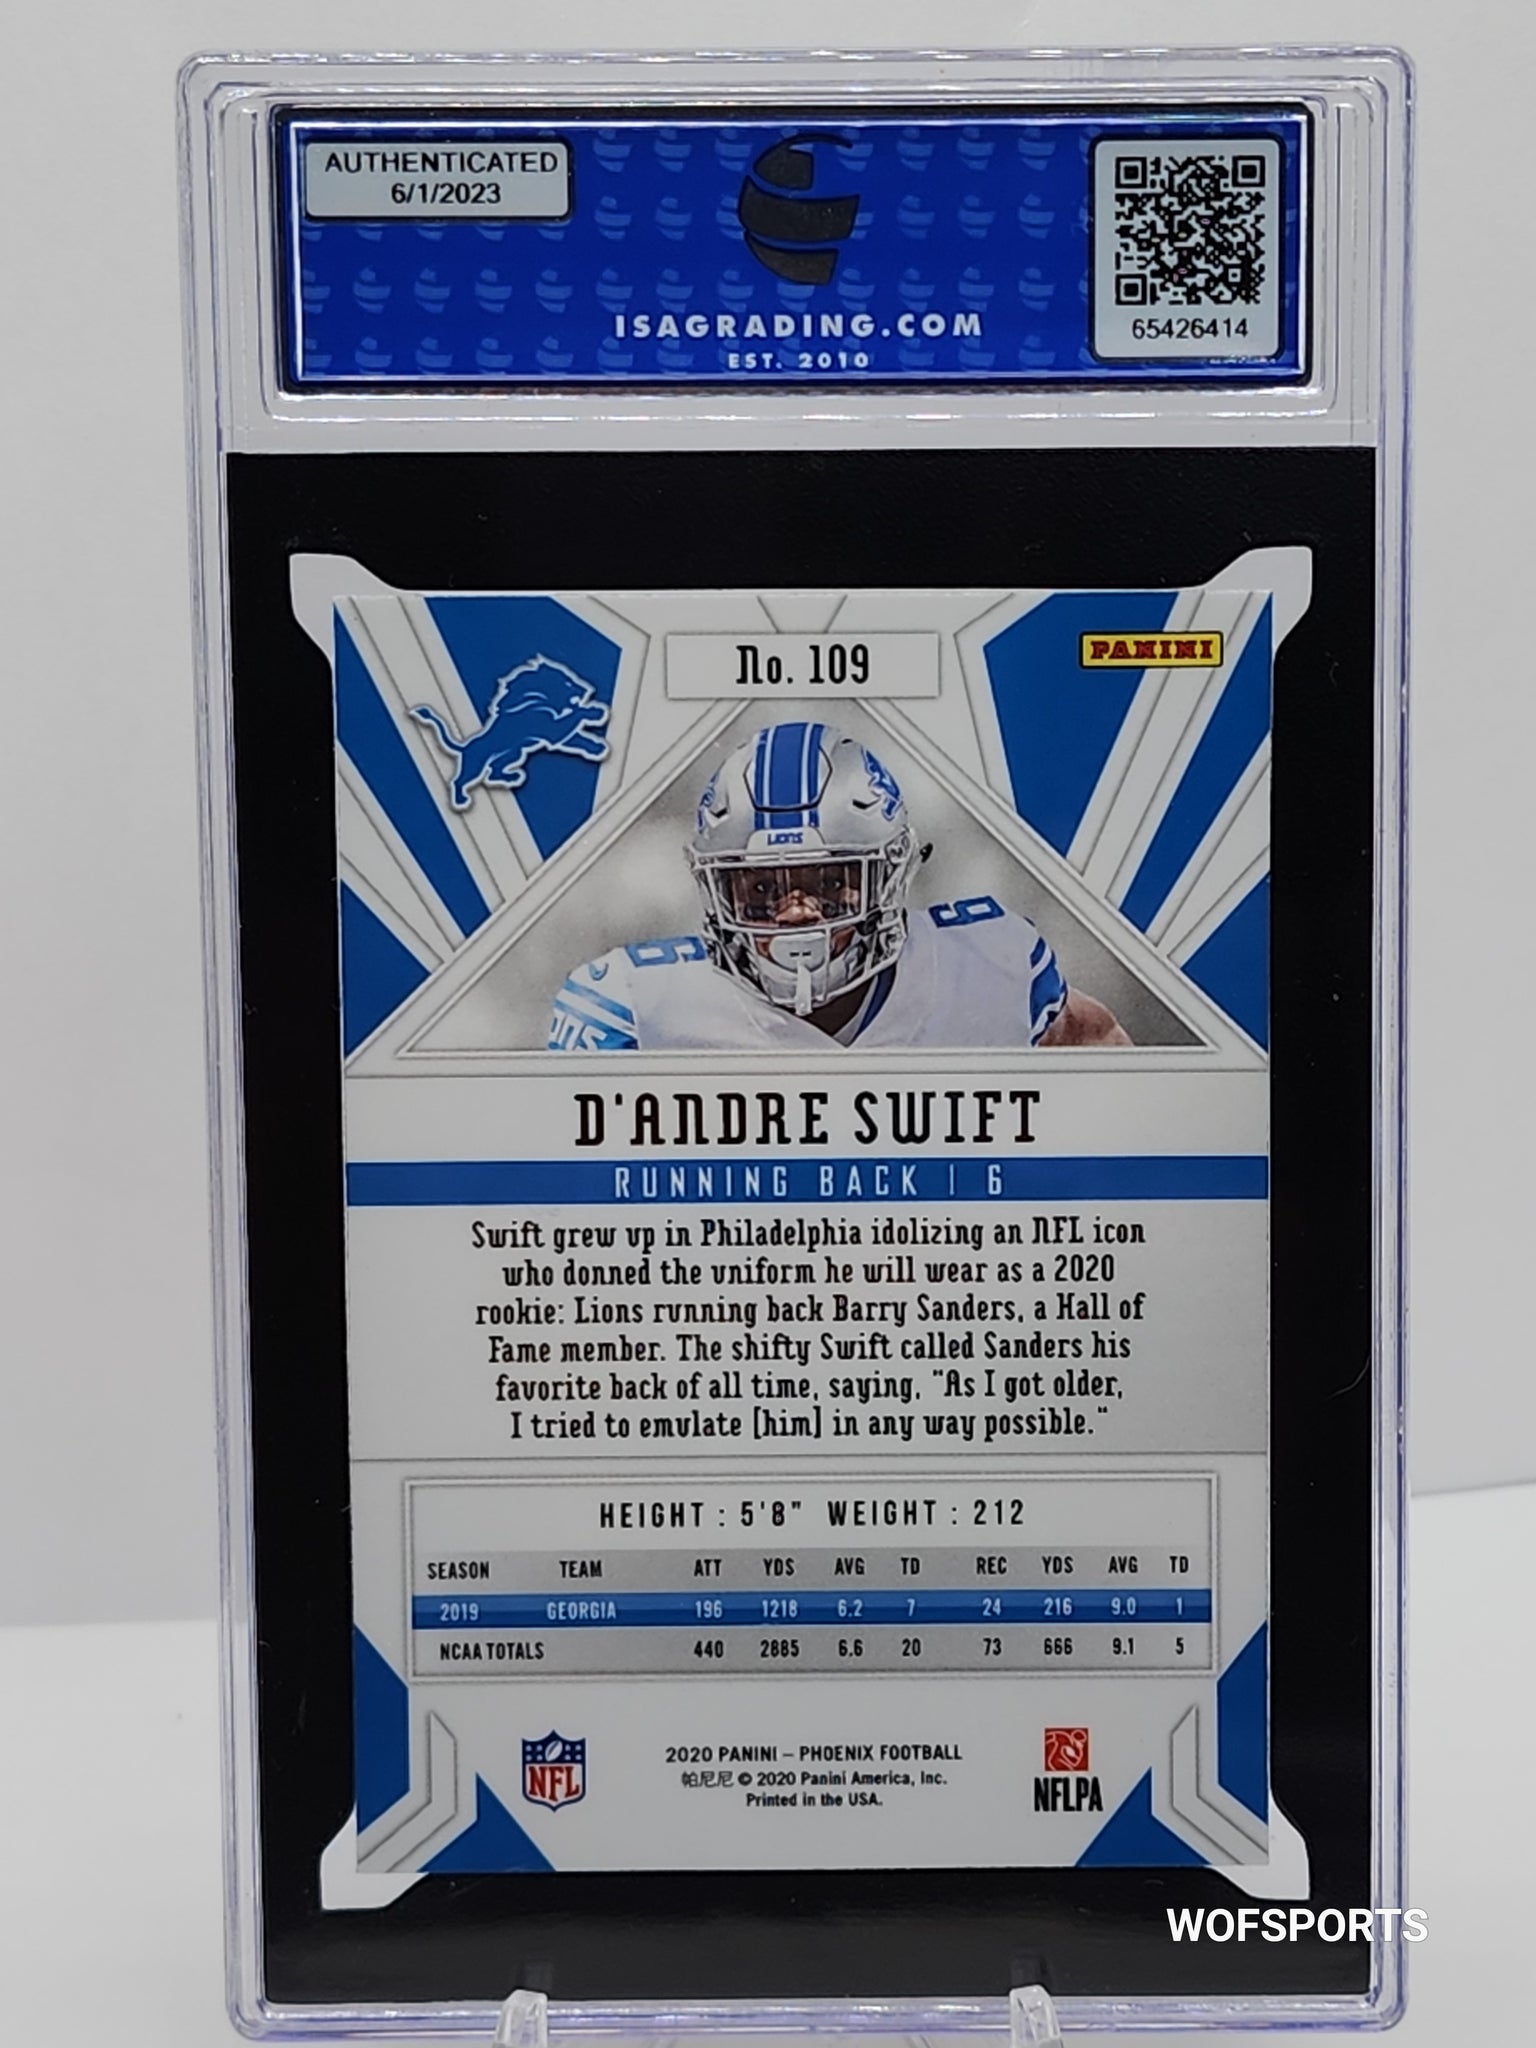 AUTHENTICATED
6/1/2023
ISAGRADING.COM
EST. 2010
65426414
No. 109
PANINI
LIONS
6
6
D'ANDRE SWIFT
RUNNING BACK | 6
Swift grew up in Philadelphia idolizing an NFL icon
who donned the uniform he will wear as a 2020
rookie: Lions running back Barry Sanders, a Hall of
Fame member. The shifty Swift called Sanders his
favorite back of all time, saying, "As I got older,
I tried to emulate [him] in any way possible."
HEIGHT : 5'8" WEIGHT : 212
SEASON TEAM ATT YDS AVG TD REC YDS AVG TD
2019 GEORGIA 196 1218 6.2 7 24 216 9.0 1
NCAA TOTALS 440 2885 6.6 20 73 666 9.1 5
NFL
2020 PANINI – PHOENIX FOOTBALL
帕尼尼 © 2020 Panini America, Inc.
Printed in the USA.
NFLPA
WOFSPORTS